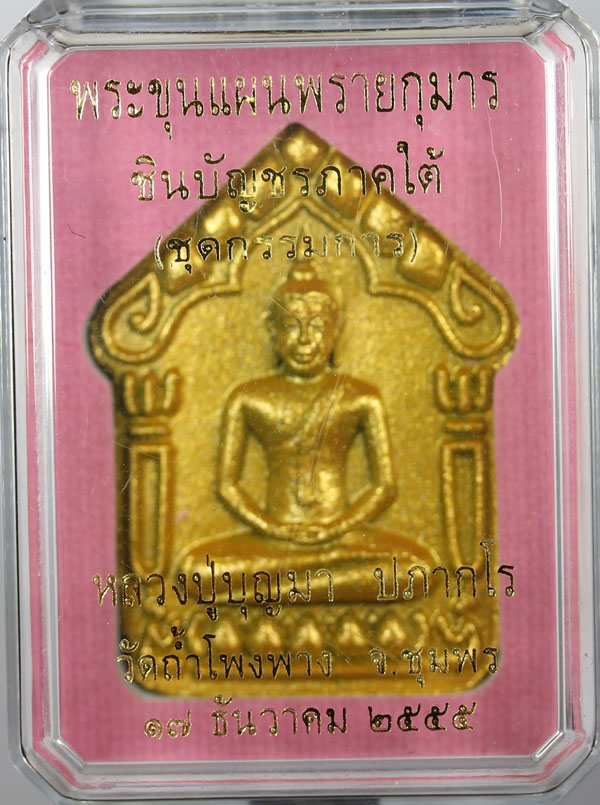 พระขุนแผนพรายกุมาร
ชินบัญชรภาคใต้
(ชุดกรรมการ)
หลวงปู่บุญมา ปภากโร
วัดถ้ำโพงพาง จ.ชุมพร
๑๗ ธันวาคม ๒๕๕๕